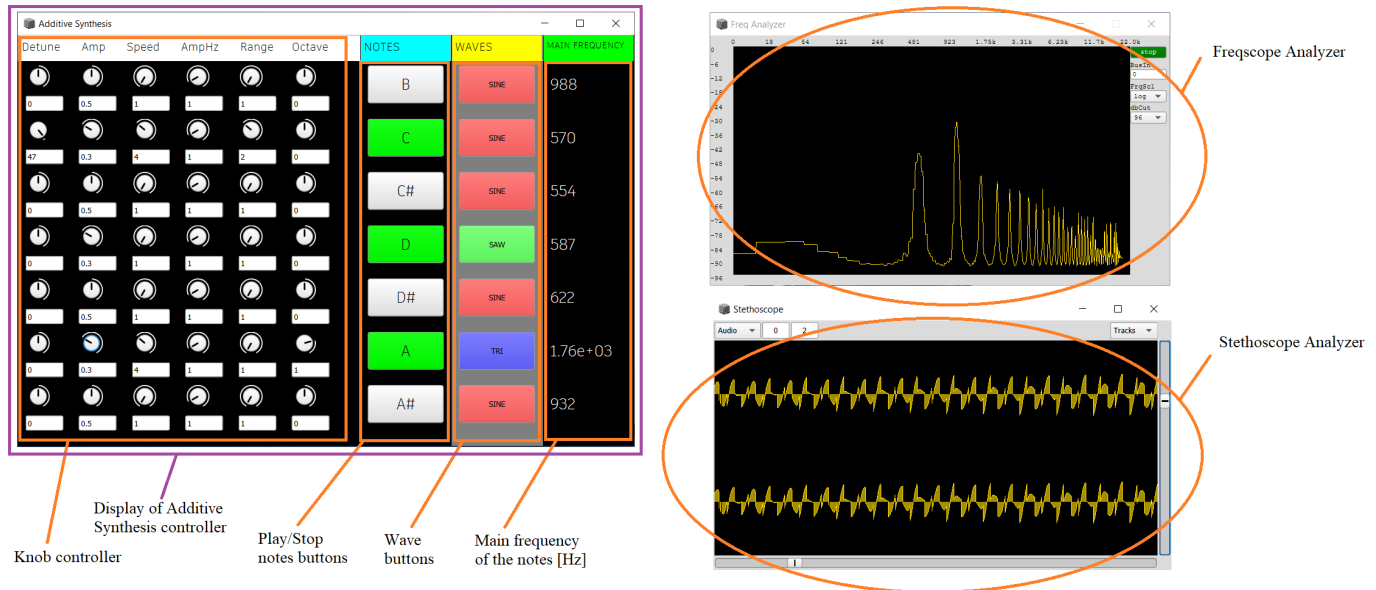 Additive Synthesis
Detune Amp Speed AmpHz Range Octave NOTES WAVES MAIN FREQUENCY
B SINE 988
0 0.5 1 1 1 0
C SINE 570
47 0.3 4 1 2 0
C# SINE 554
0 0.5 1 1 1 0
D SAW 587
0 0.3 1 1 1 0
D# SINE 622
0 0.5 1 1 1 0
A TRI 1.76e+03
0 0.3 4 1 1 1
A# SINE 932
0 0.5 1 1 1 0
Display of Additive
Synthesis controller
Knob controller
Play/Stop
notes buttons
Wave
buttons
Main frequency
of the notes [Hz]
Freq Analyzer
0 18 54 121 246 481 923 1.75k 3.31k 6.23k 11.7k 22.0k
0
-6
-12
-18
-24
-30
-36
-42
-48
-54
-60
-66
-72
-78
-84
-90
-96
stop
BusIn
0
FrqScl
log
dbCut
96
Freqscope Analyzer
Stethoscope
Audio 0 2 Tracks
Stethoscope Analyzer